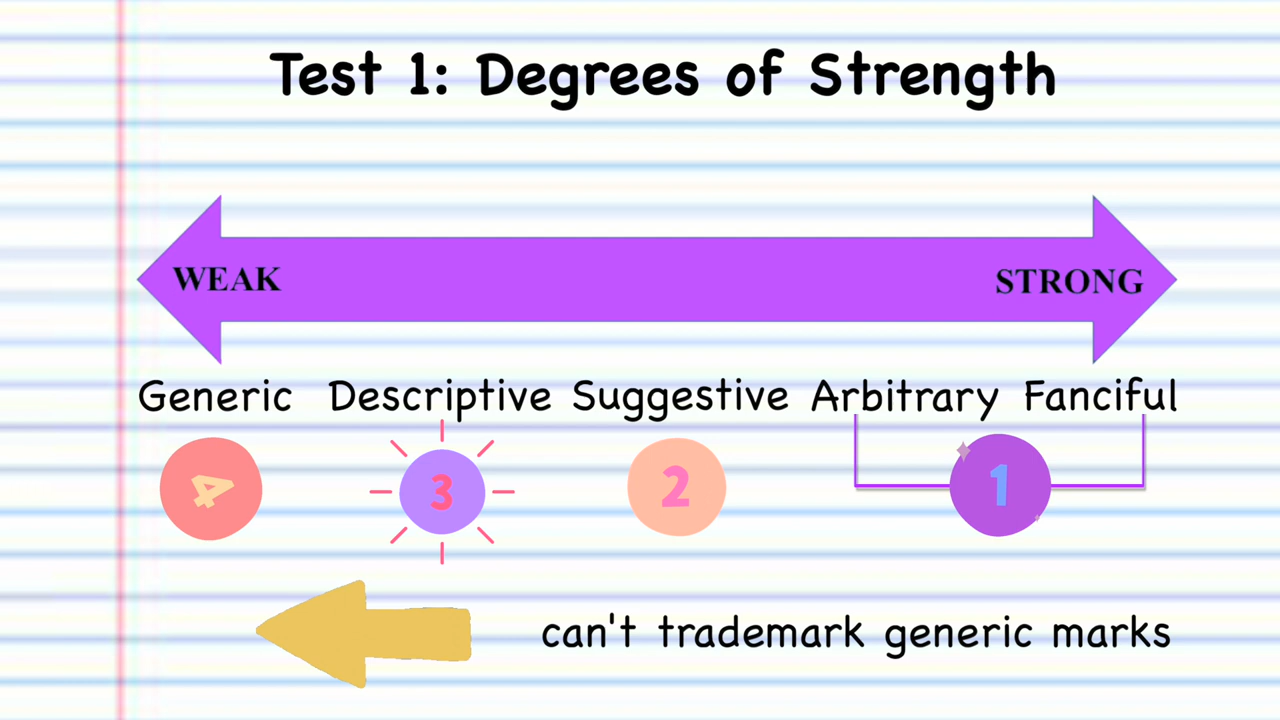 Test 1: Degrees of Strength
WEAK STRONG
Generic Descriptive Suggestive Arbitrary Fanciful
4 3 2 1
can't trademark generic marks